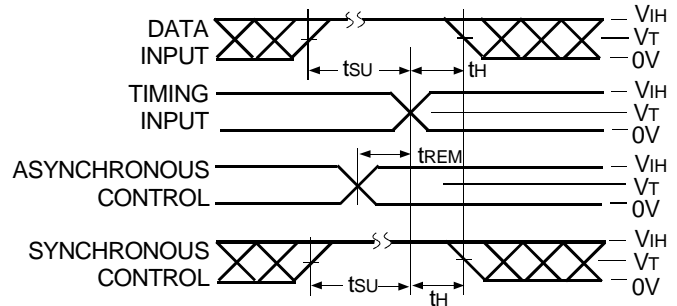 DATA INPUT
VIH
VT
0V
tSU
tH
TIMING INPUT
VIH
VT
0V
tREM
ASYNCHRONOUS CONTROL
VIH
VT
0V
SYNCHRONOUS CONTROL
VIH
VT
0V
tSU
tH